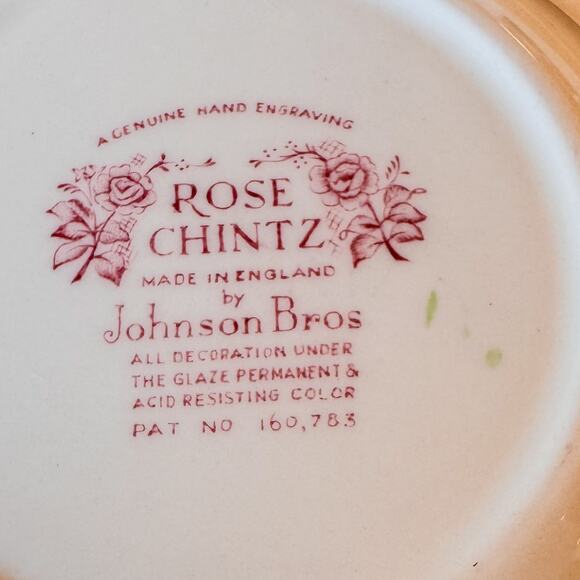 A GENUINE HAND ENGRAVING
ROSE
CHINTZ
MADE IN ENGLAND
by
Johnson Bros
ALL DECORATION UNDER
THE GLAZE PERMANENT &
ACID RESISTING COLOR
PAT NO 160,783